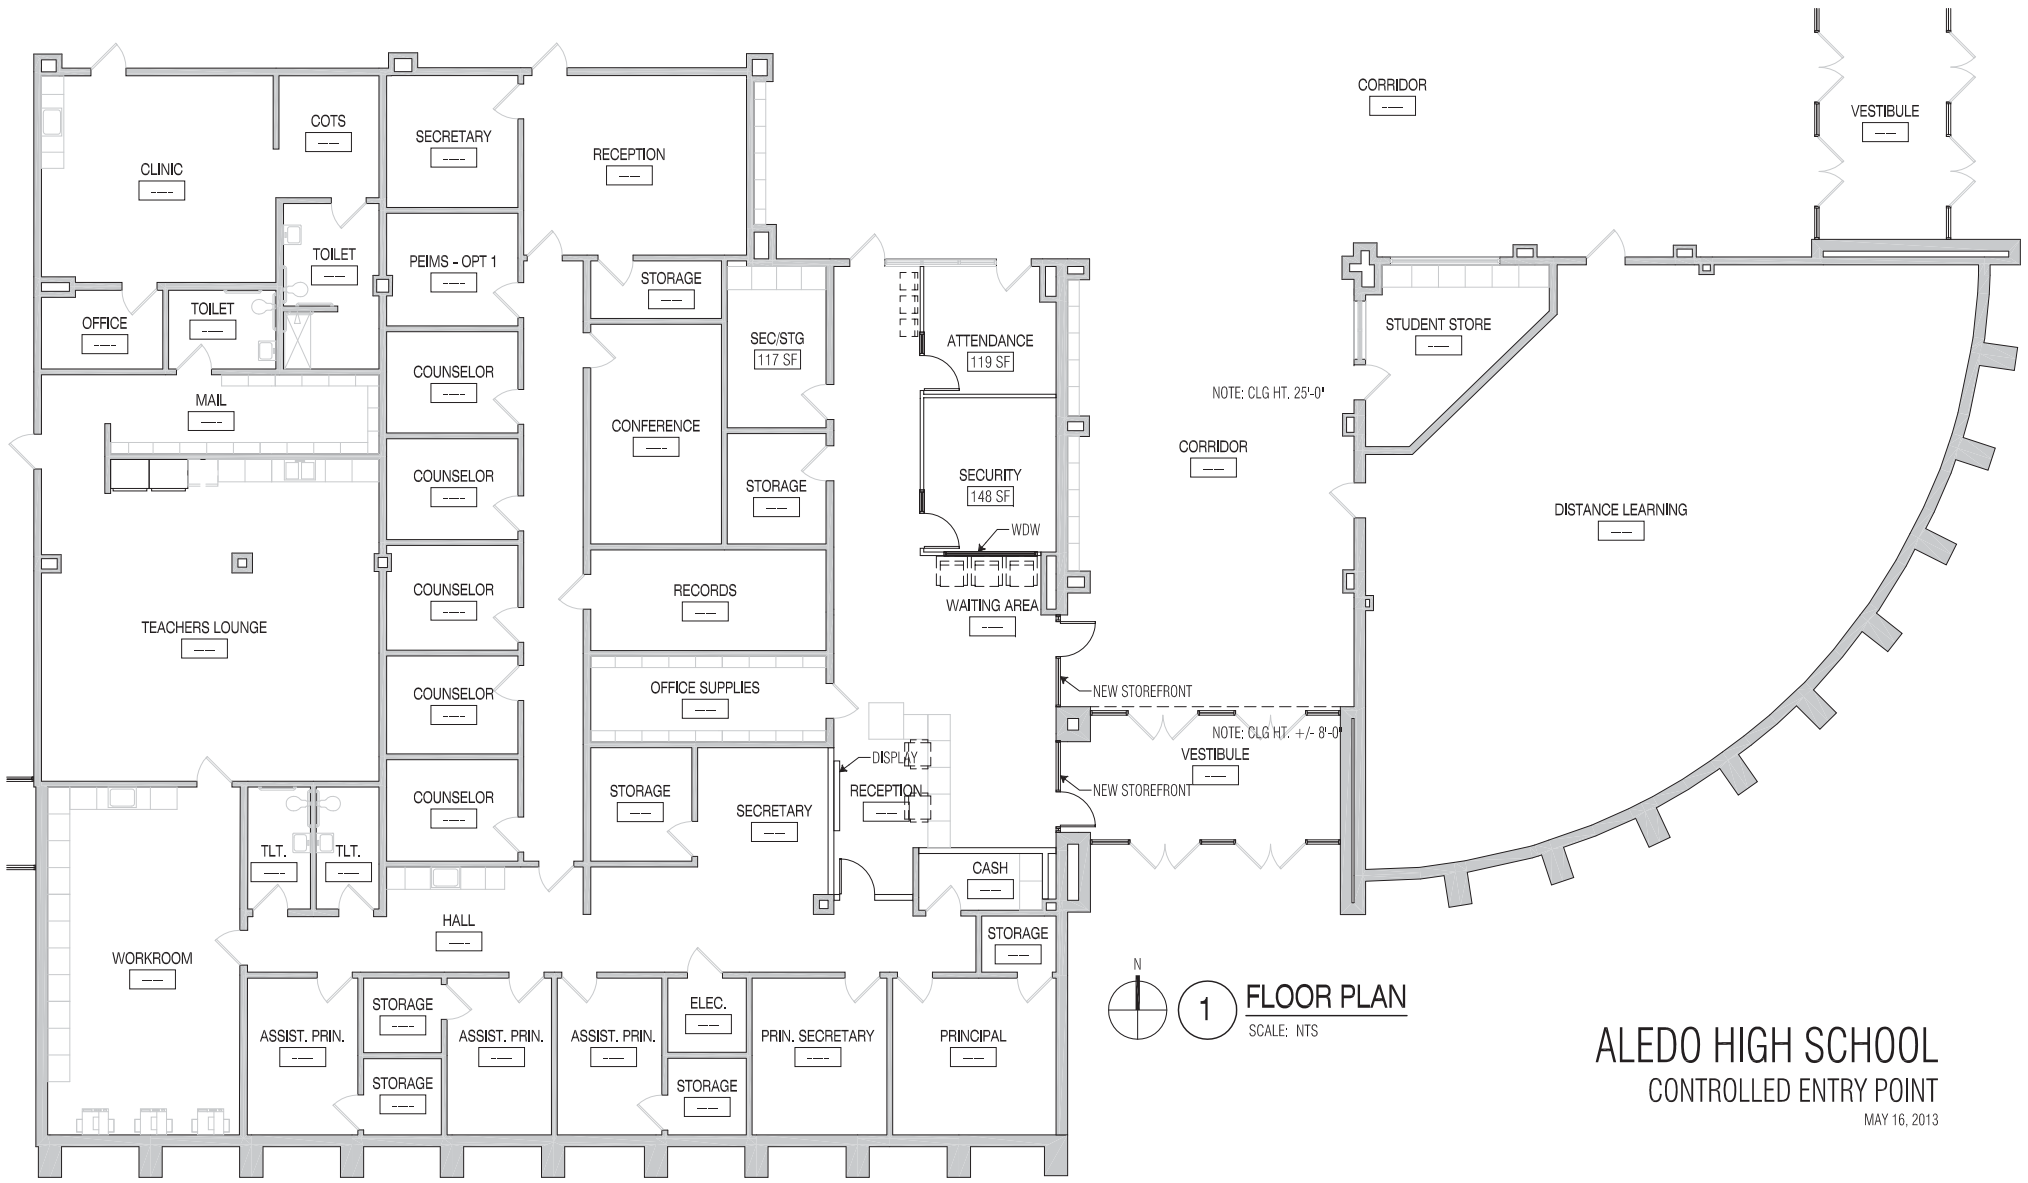 CORRIDOR
----
VESTIBULE
----
COTS
----
SECRETARY
----
RECEPTION
----
CLINIC
----
TOILET
----
PEIMS - OPT 1
----
STORAGE
----
OFFICE
----
TOILET
----
SEC/STG
117 SF
ATTENDANCE
119 SF
STUDENT STORE
----
COUNSELOR
----
MAIL
----
NOTE: CLG HT. 25'-0"
CONFERENCE
----
CORRIDOR
----
COUNSELOR
----
STORAGE
----
SECURITY
148 SF
WDW
DISTANCE LEARNING
----
COUNSELOR
----
RECORDS
----
WAITING AREA
----
TEACHERS LOUNGE
----
COUNSELOR
----
OFFICE SUPPLIES
----
NEW STOREFRONT
NOTE: CLG HT. +/- 8'-0"
VESTIBULE
----
DISPLAY
COUNSELOR
----
STORAGE
----
SECRETARY
----
RECEPTION
----
NEW STOREFRONT
TLT.
----
TLT.
----
CASH
----
HALL
----
STORAGE
----
WORKROOM
----
ASSIST. PRIN.
----
STORAGE
----
ASSIST. PRIN.
----
ASSIST. PRIN.
----
ELEC.
----
PRIN. SECRETARY
----
PRINCIPAL
----
STORAGE
----
STORAGE
----
N
1
FLOOR PLAN
SCALE: NTS
ALEDO HIGH SCHOOL
CONTROLLED ENTRY POINT
MAY 16, 2013